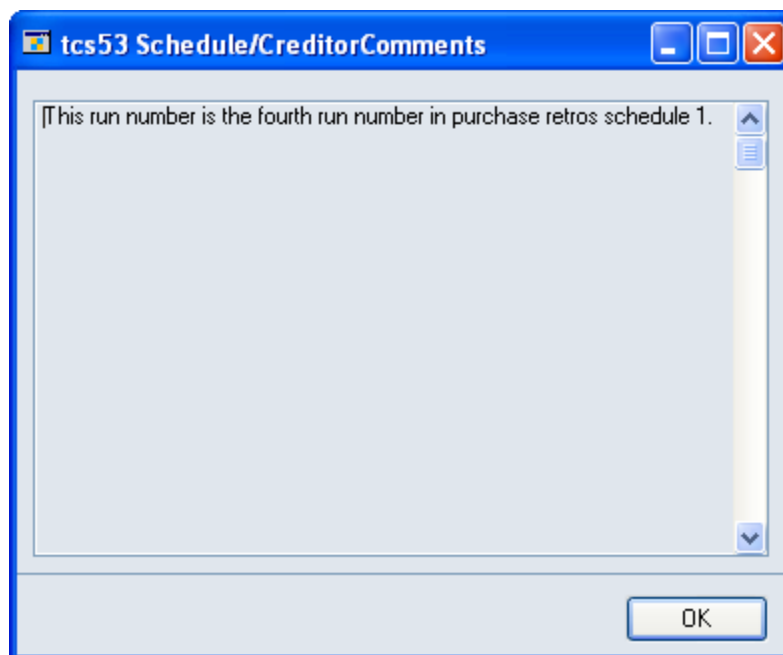 tcs53 Schedule/CreditorComments
This run number is the fourth run number in purchase retros schedule 1.
OK